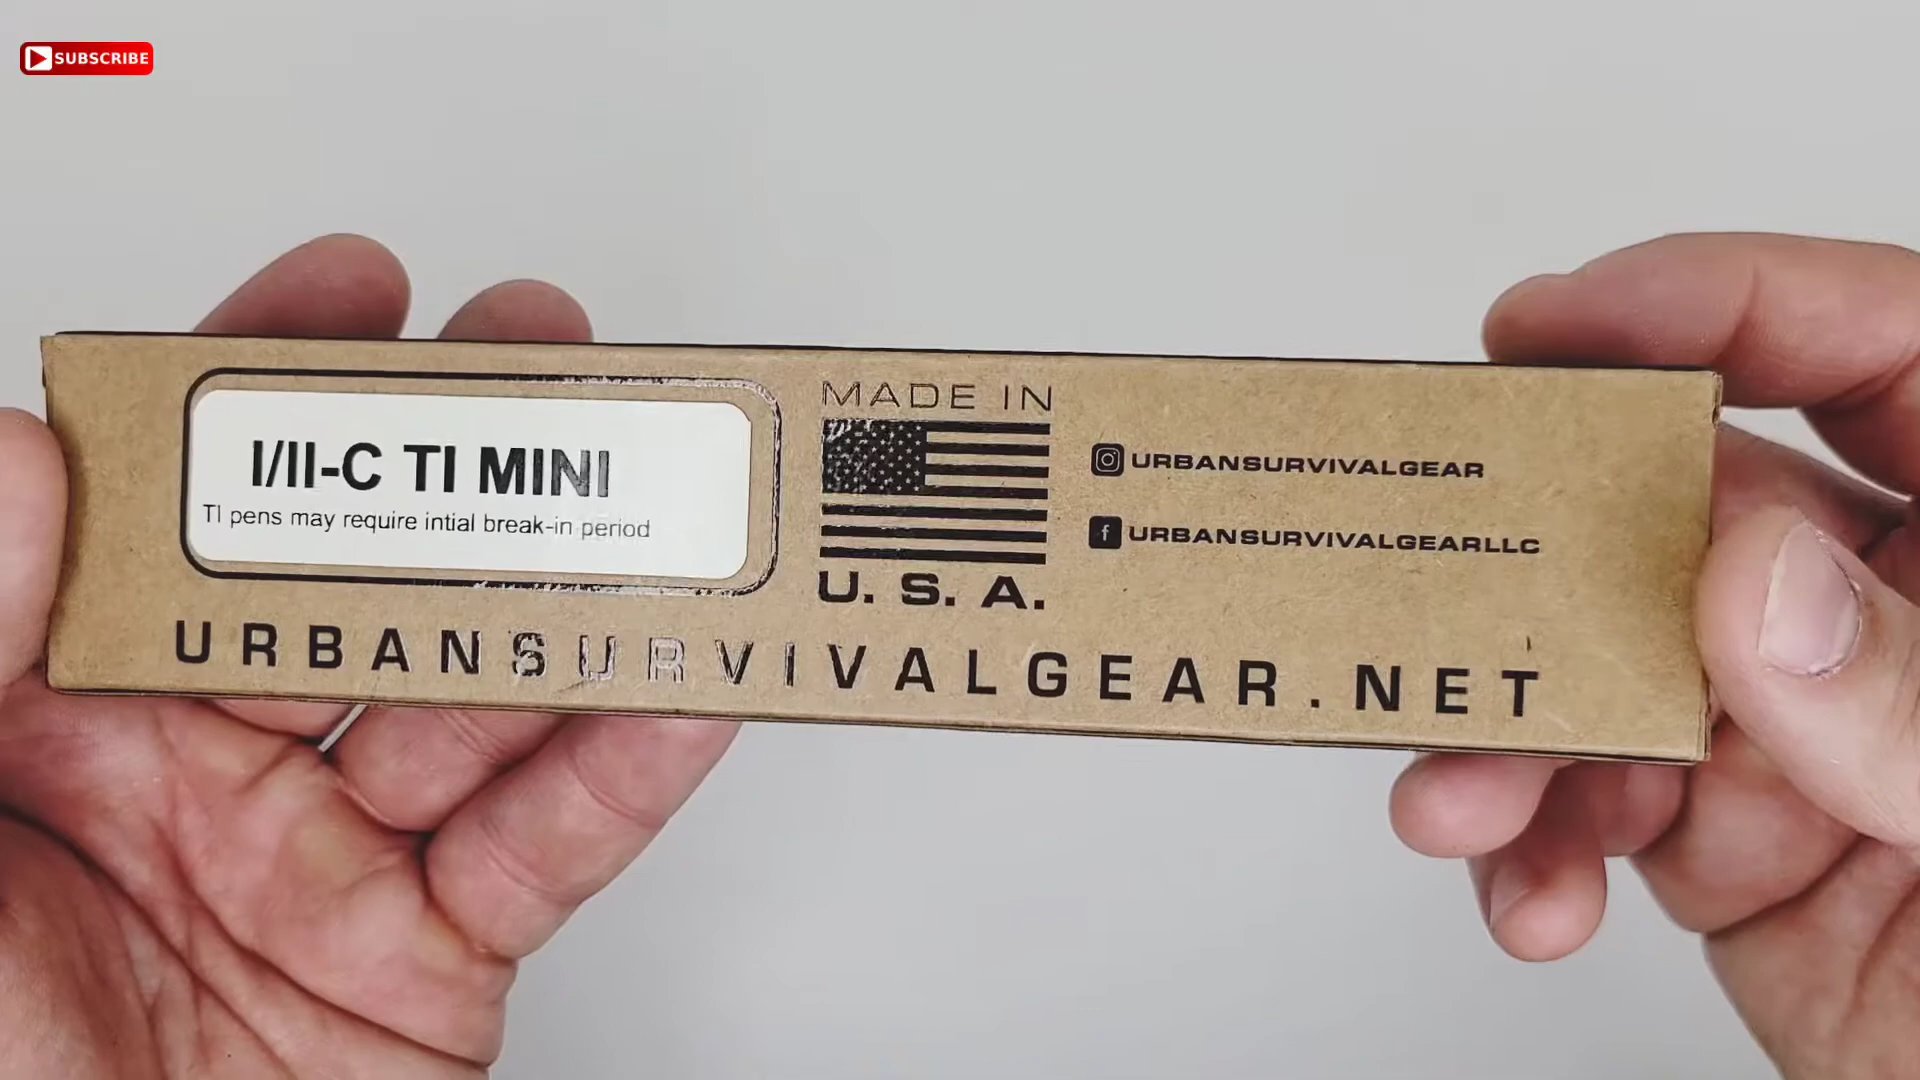 SUBSCRIBE
I/II-C TI MINI
TI pens may require intial break-in period
MADE IN
U. S. A.
URBANSURVIVALGEAR
URBANSURVIVALGEARLLC
URBANSURVIVALGEAR.NET